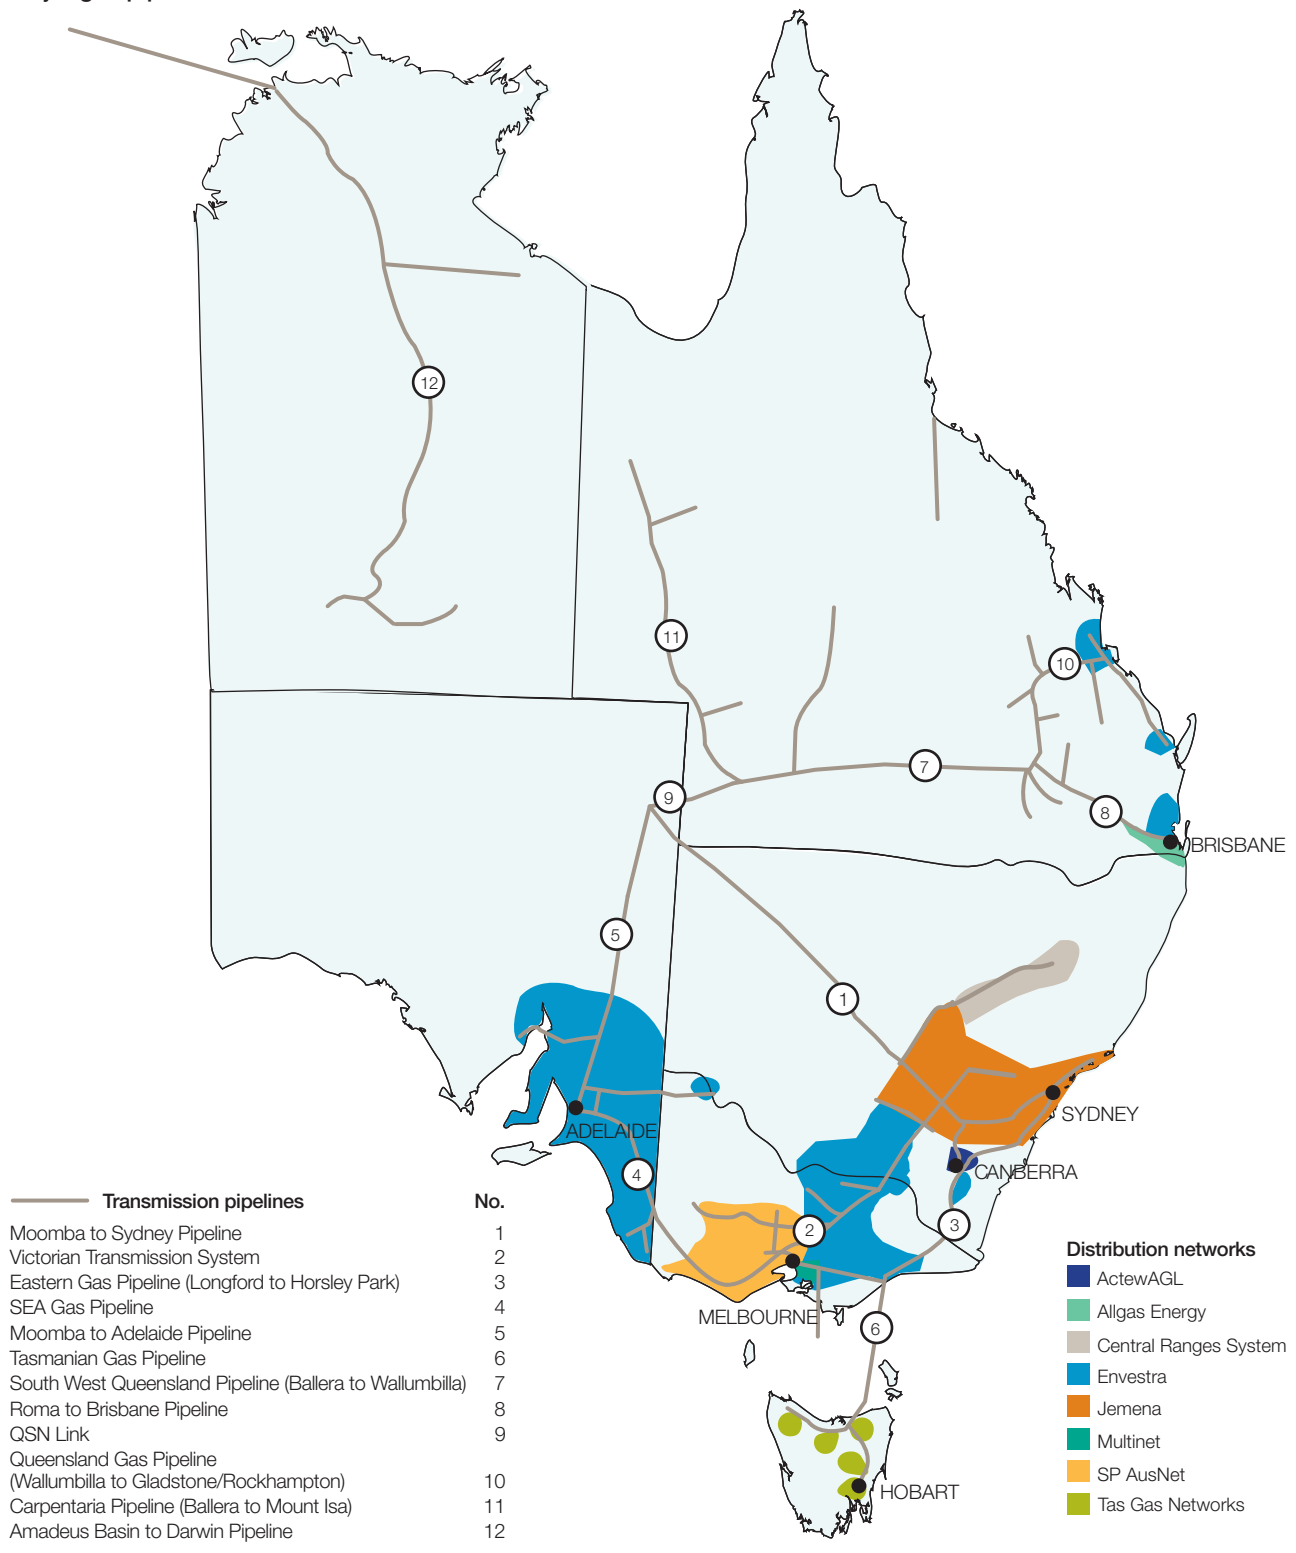 12
11
10
7
9
8
BRISBANE
5
1
SYDNEY
ADELAIDE
CANBERRA
4
3
2
MELBOURNE
6
HOBART
Transmission pipelines No.
Moomba to Sydney Pipeline 1
Victorian Transmission System 2
Eastern Gas Pipeline (Longford to Horsley Park) 3
SEA Gas Pipeline 4
Moomba to Adelaide Pipeline 5
Tasmanian Gas Pipeline 6
South West Queensland Pipeline (Ballera to Wallumbilla) 7
Roma to Brisbane Pipeline 8
QSN Link 9
Queensland Gas Pipeline
(Wallumbilla to Gladstone/Rockhampton) 10
Carpentaria Pipeline (Ballera to Mount Isa) 11
Amadeus Basin to Darwin Pipeline 12
Distribution networks
ActewAGL
Allgas Energy
Central Ranges System
Envestra
Jemena
Multinet
SP AusNet
Tas Gas Networks